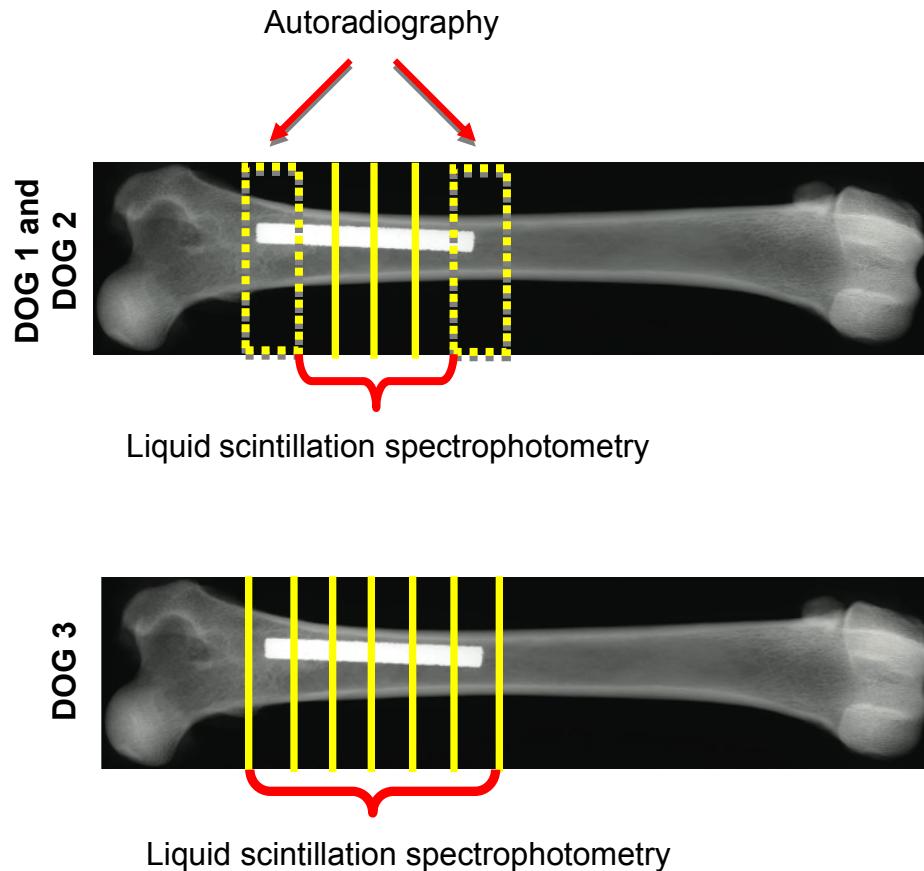 Autoradiography
DOG 1 and
DOG 2
Liquid scintillation spectrophotometry
DOG 3
Liquid scintillation spectrophotometry